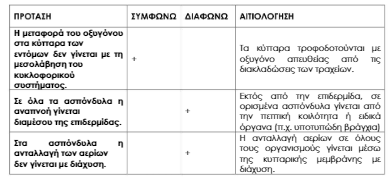 ΠΡΟΤΑΣΗ ΣΥΜΦΩΝΩ ΔΙΑΦΩΝΩ ΑΙΤΙΟΛΟΓΗΣΗ
Η μεταφορά του οξυγόνου
στα κύτταρα των
εντόμων δεν γίνεται με τη
μεσολάβηση του
κυκλοφορικού
συστήματος.
+
Τα κύτταρα τροφοδοτούνται με
οξυγόνο απευθείας από τις
διακλαδώσεις των τραχείων.
Σε όλα τα ασπόνδυλα η
αναπνοή γίνεται
διαμέσου της επιδερμίδας.
+
Εκτός από την επιδερμίδα, σε
ορισμένα ασπόνδυλα γίνεται από
την πεπτική κοιλότητα ή ειδικά
όργανα (π.χ. υποτυπώδη βράγχια)
Στα ασπόνδυλα η
ανταλλαγή των αερίων
δεν γίνεται με διάχυση.
+
Η ανταλλαγή αερίων σε όλους
τους οργανισμούς γίνεται μέσω
της κυτταρικής μεμβράνης με
διάχυση.